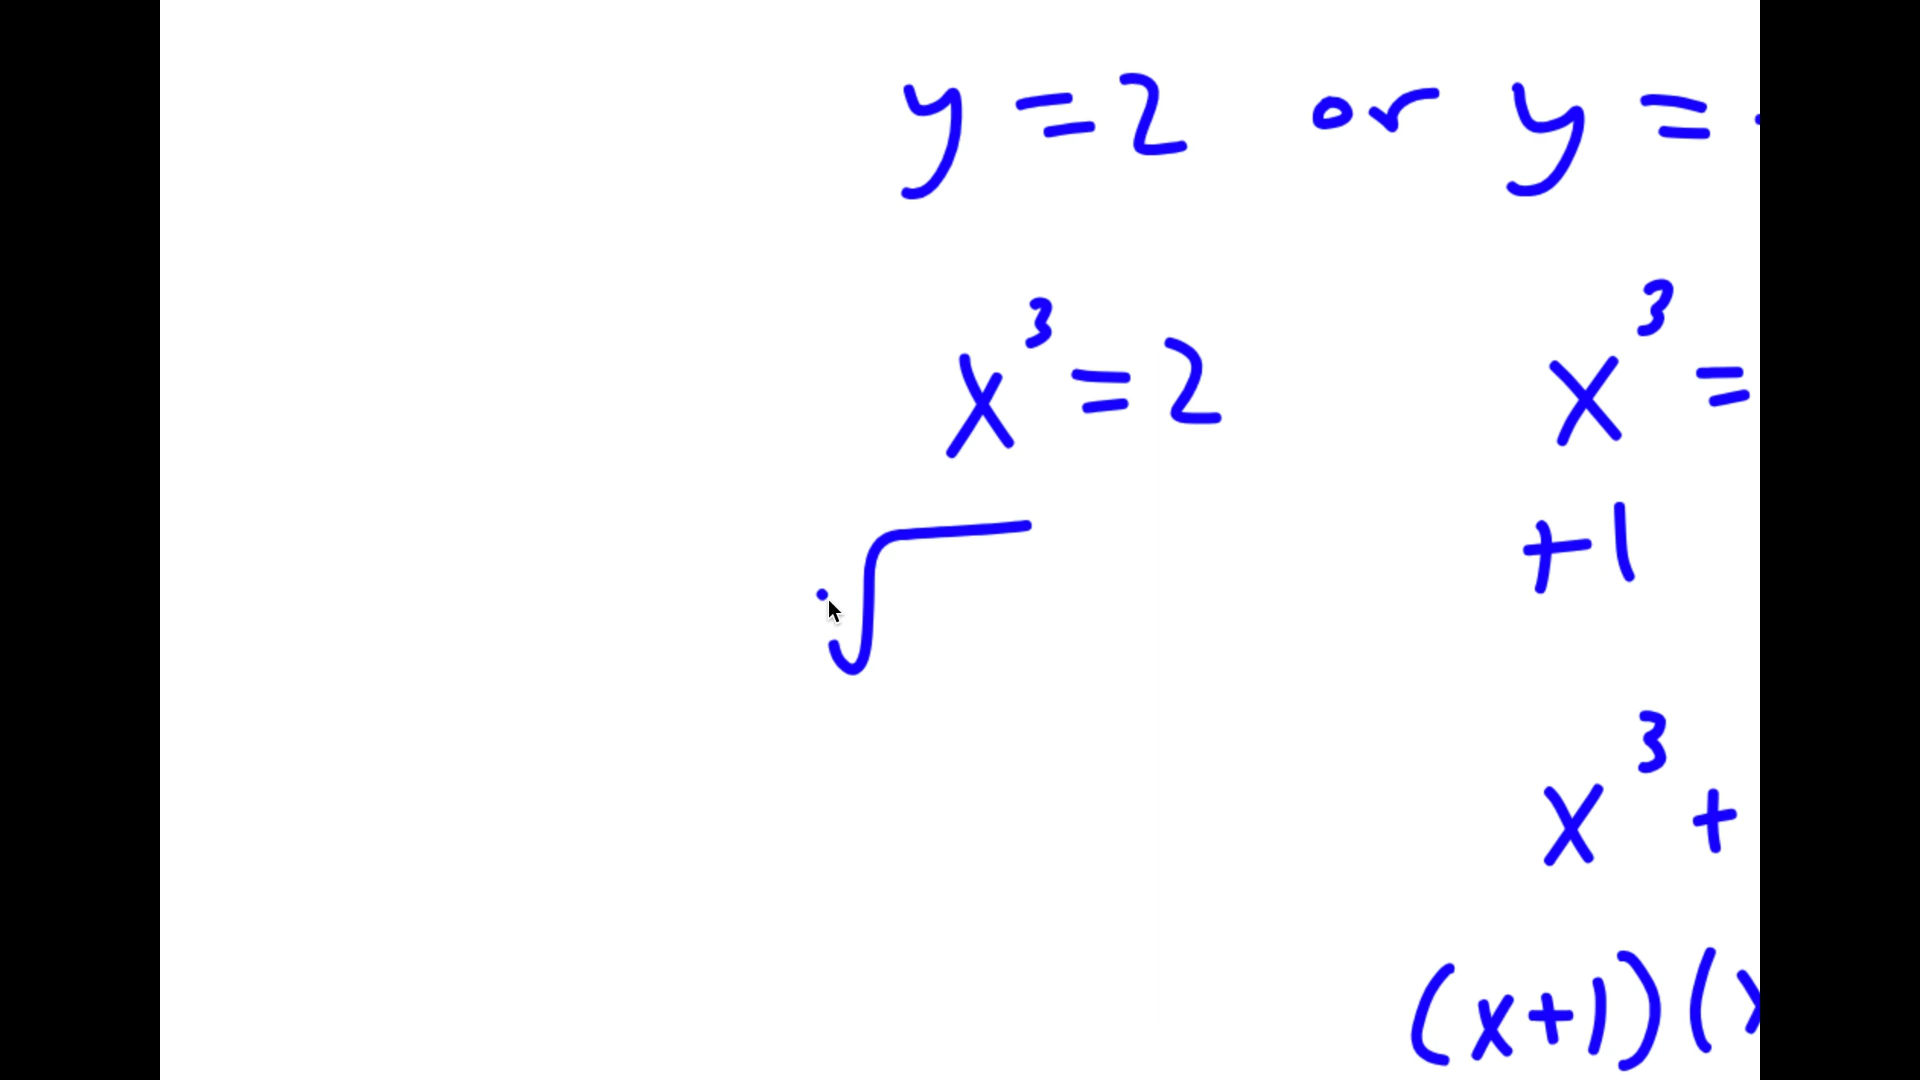 y = 2 or y =
x³ = 2 x³ =
√ +1
x³ +
(x+1)(x